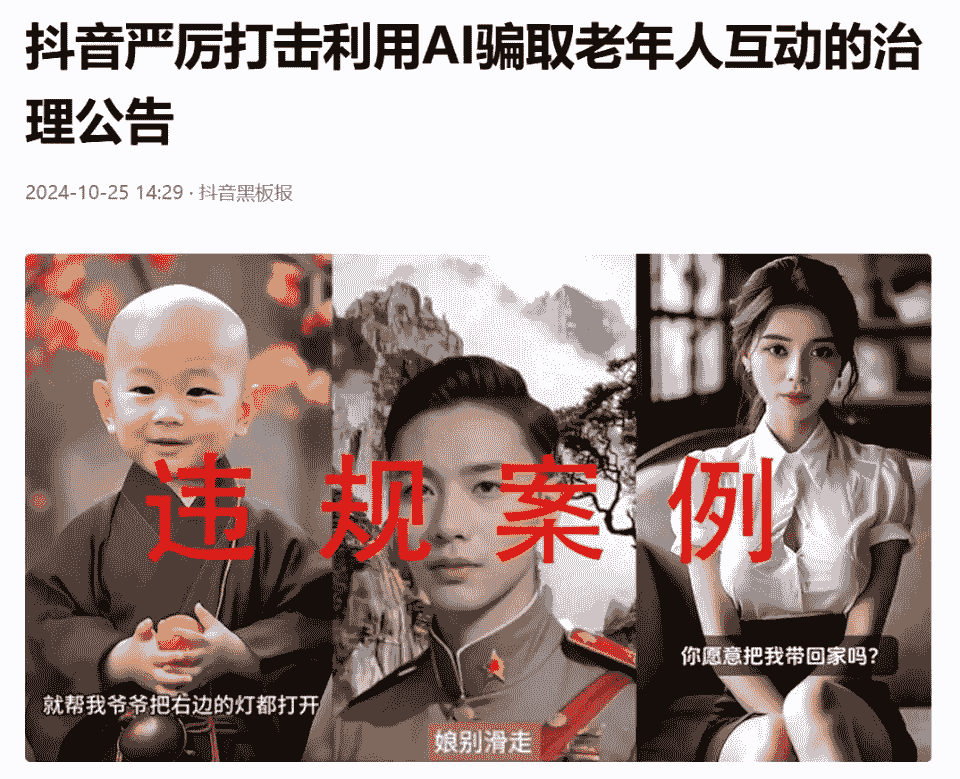 抖音严厉打击利用AI骗取老年人互动的治
理公告
2024-10-25 14:29 · 抖音黑板报
违规案例
你愿意把我带回家吗?
就帮我爷爷把右边的灯都打开
娘别滑走